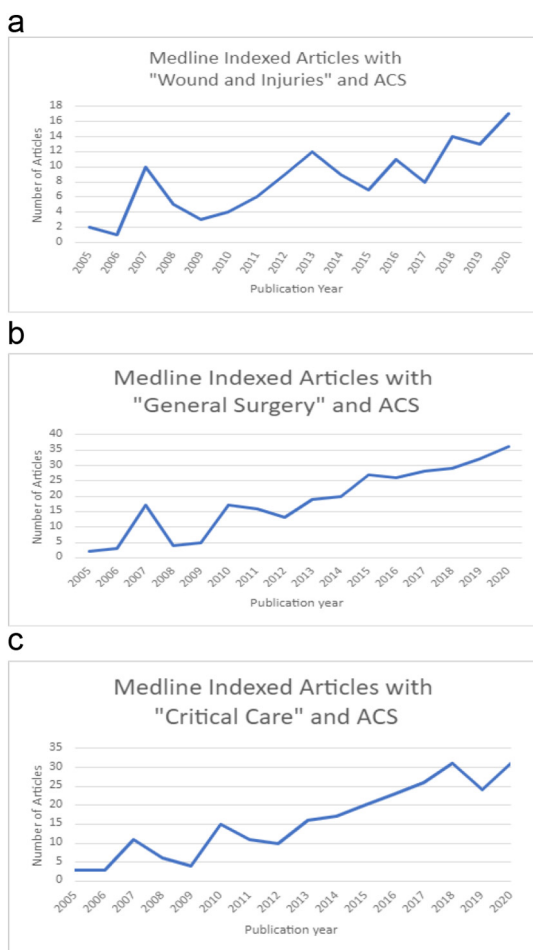 a
Medline Indexed Articles with
"Wound and Injuries" and ACS
18
16
14
12
10
8
6
4
2
0
Number of Articles
2005 2006 2007 2008 2009 2010 2011 2012 2013 2014 2015 2016 2017 2018 2019 2020
Publication Year
b
Medline Indexed Articles with
"General Surgery" and ACS
40
35
30
25
20
15
10
5
0
Number of Articles
2005 2006 2007 2008 2009 2010 2011 2012 2013 2014 2015 2016 2017 2018 2019 2020
Publication year
c
Medline Indexed Articles with
"Critical Care" and ACS
35
30
25
20
15
10
5
0
Number of Articles
2005 2006 2007 2008 2009 2010 2011 2012 2013 2014 2015 2016 2017 2018 2019 2020
Publication year